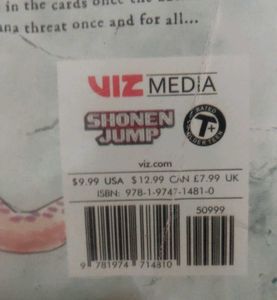 in the cards once the
ana threat once and for all...
VIZ MEDIA
SHONEN
JUMP
RATED
T+
OLDER TEEN
viz.com
$9.99 USA $12.99 CAN £7.99 UK
ISBN: 978-1-9747-1481-0
50999
9 781974 714810